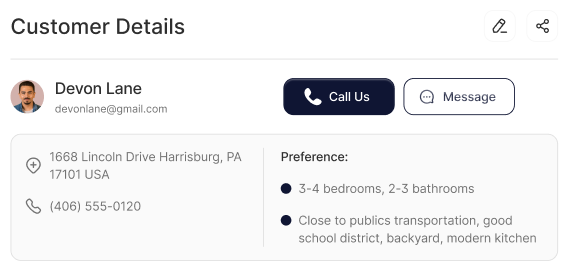 Customer Details
Devon Lane
devonlane@gmail.com
Call Us
Message
1668 Lincoln Drive Harrisburg, PA
17101 USA
(406) 555-0120
Preference:
3-4 bedrooms, 2-3 bathrooms
Close to publics transportation, good
school district, backyard, modern kitchen